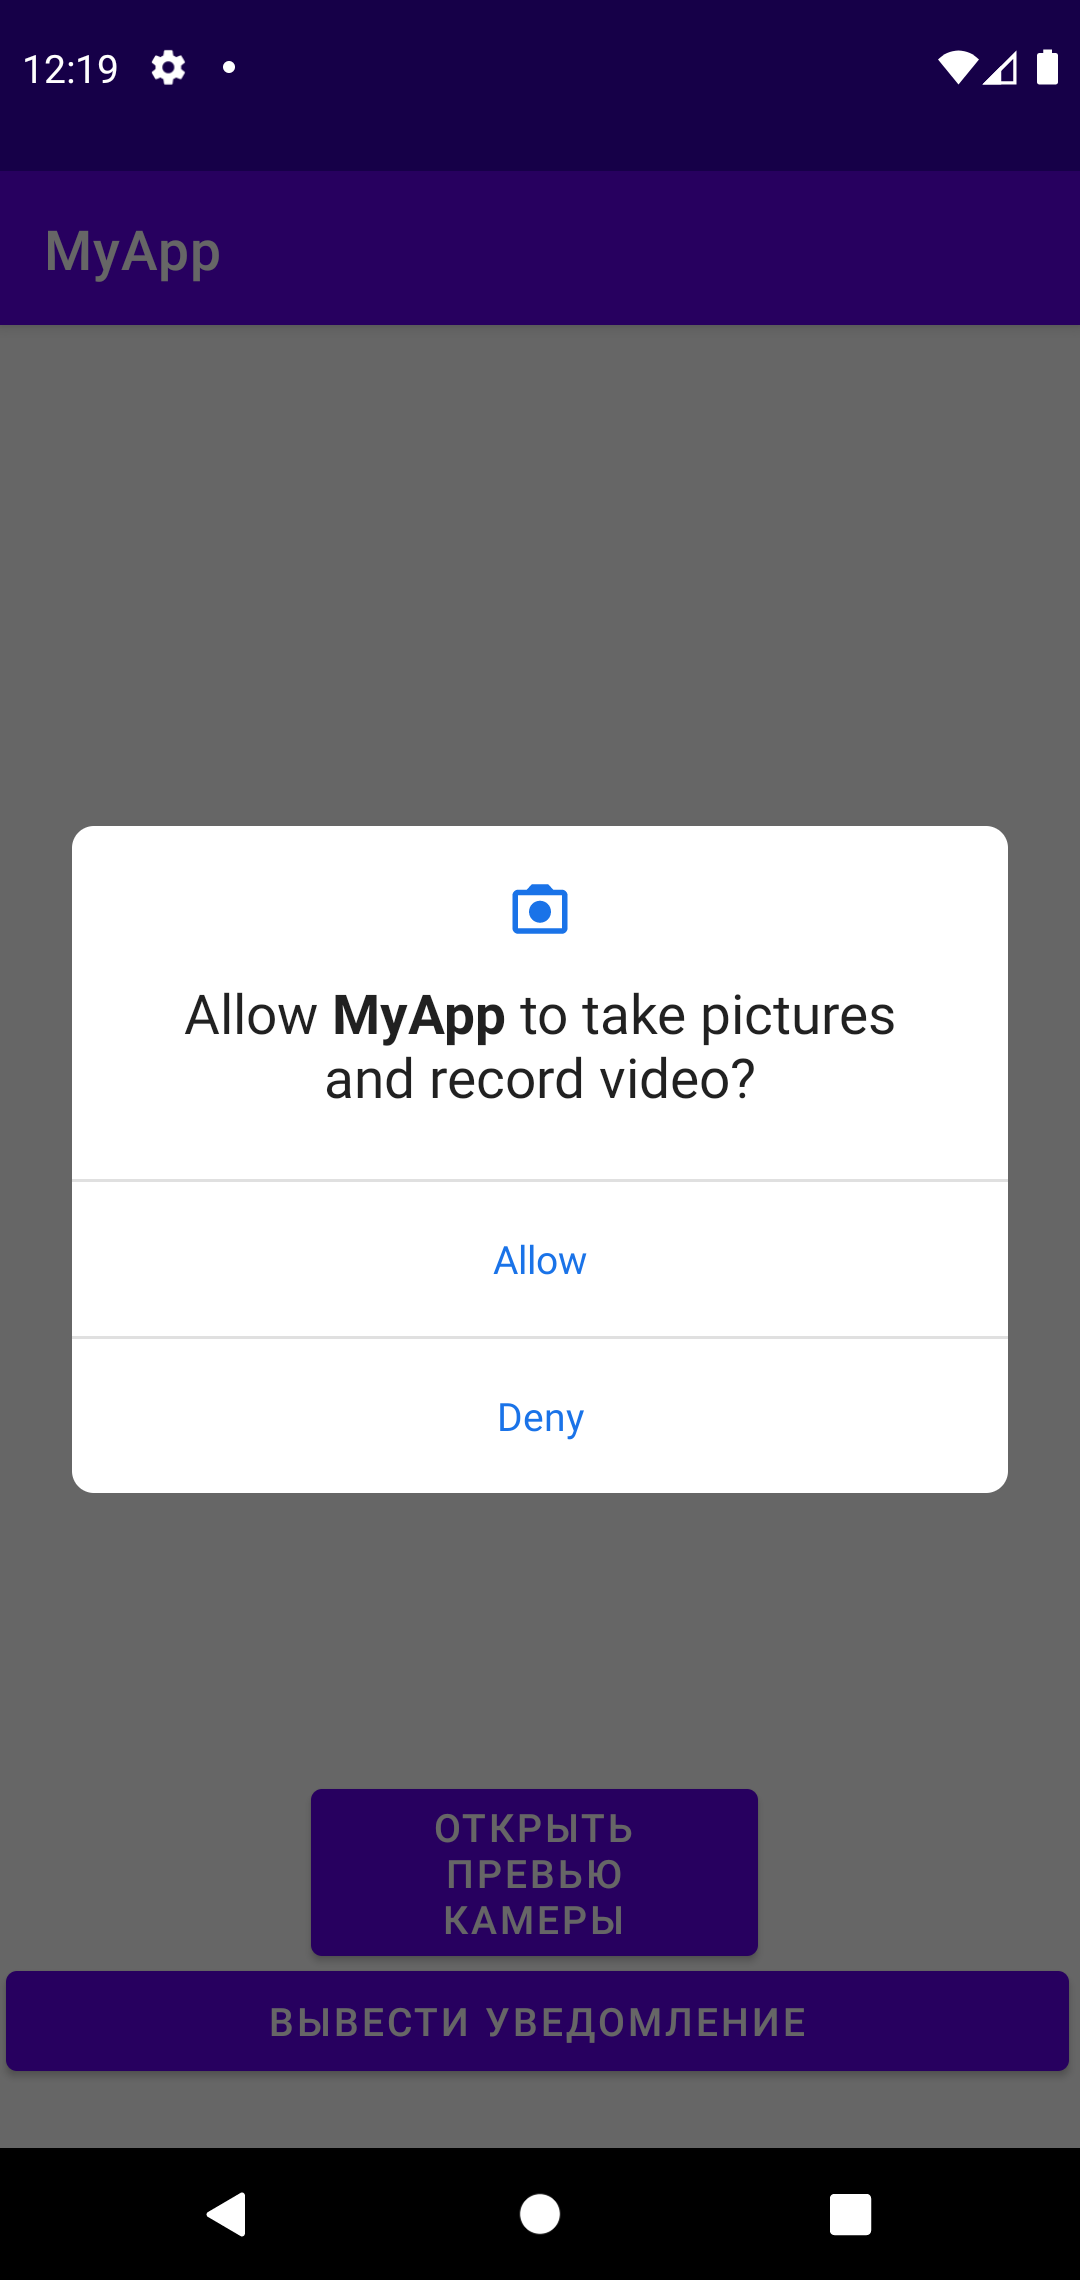 12:19
MyApp
Allow MyApp to take pictures
and record video?
Allow
Deny
ОТКРЫТЬ
ПРЕВЬЮ
КАМЕРЫ
ВЫВЕСТИ УВЕДОМЛЕНИЕ